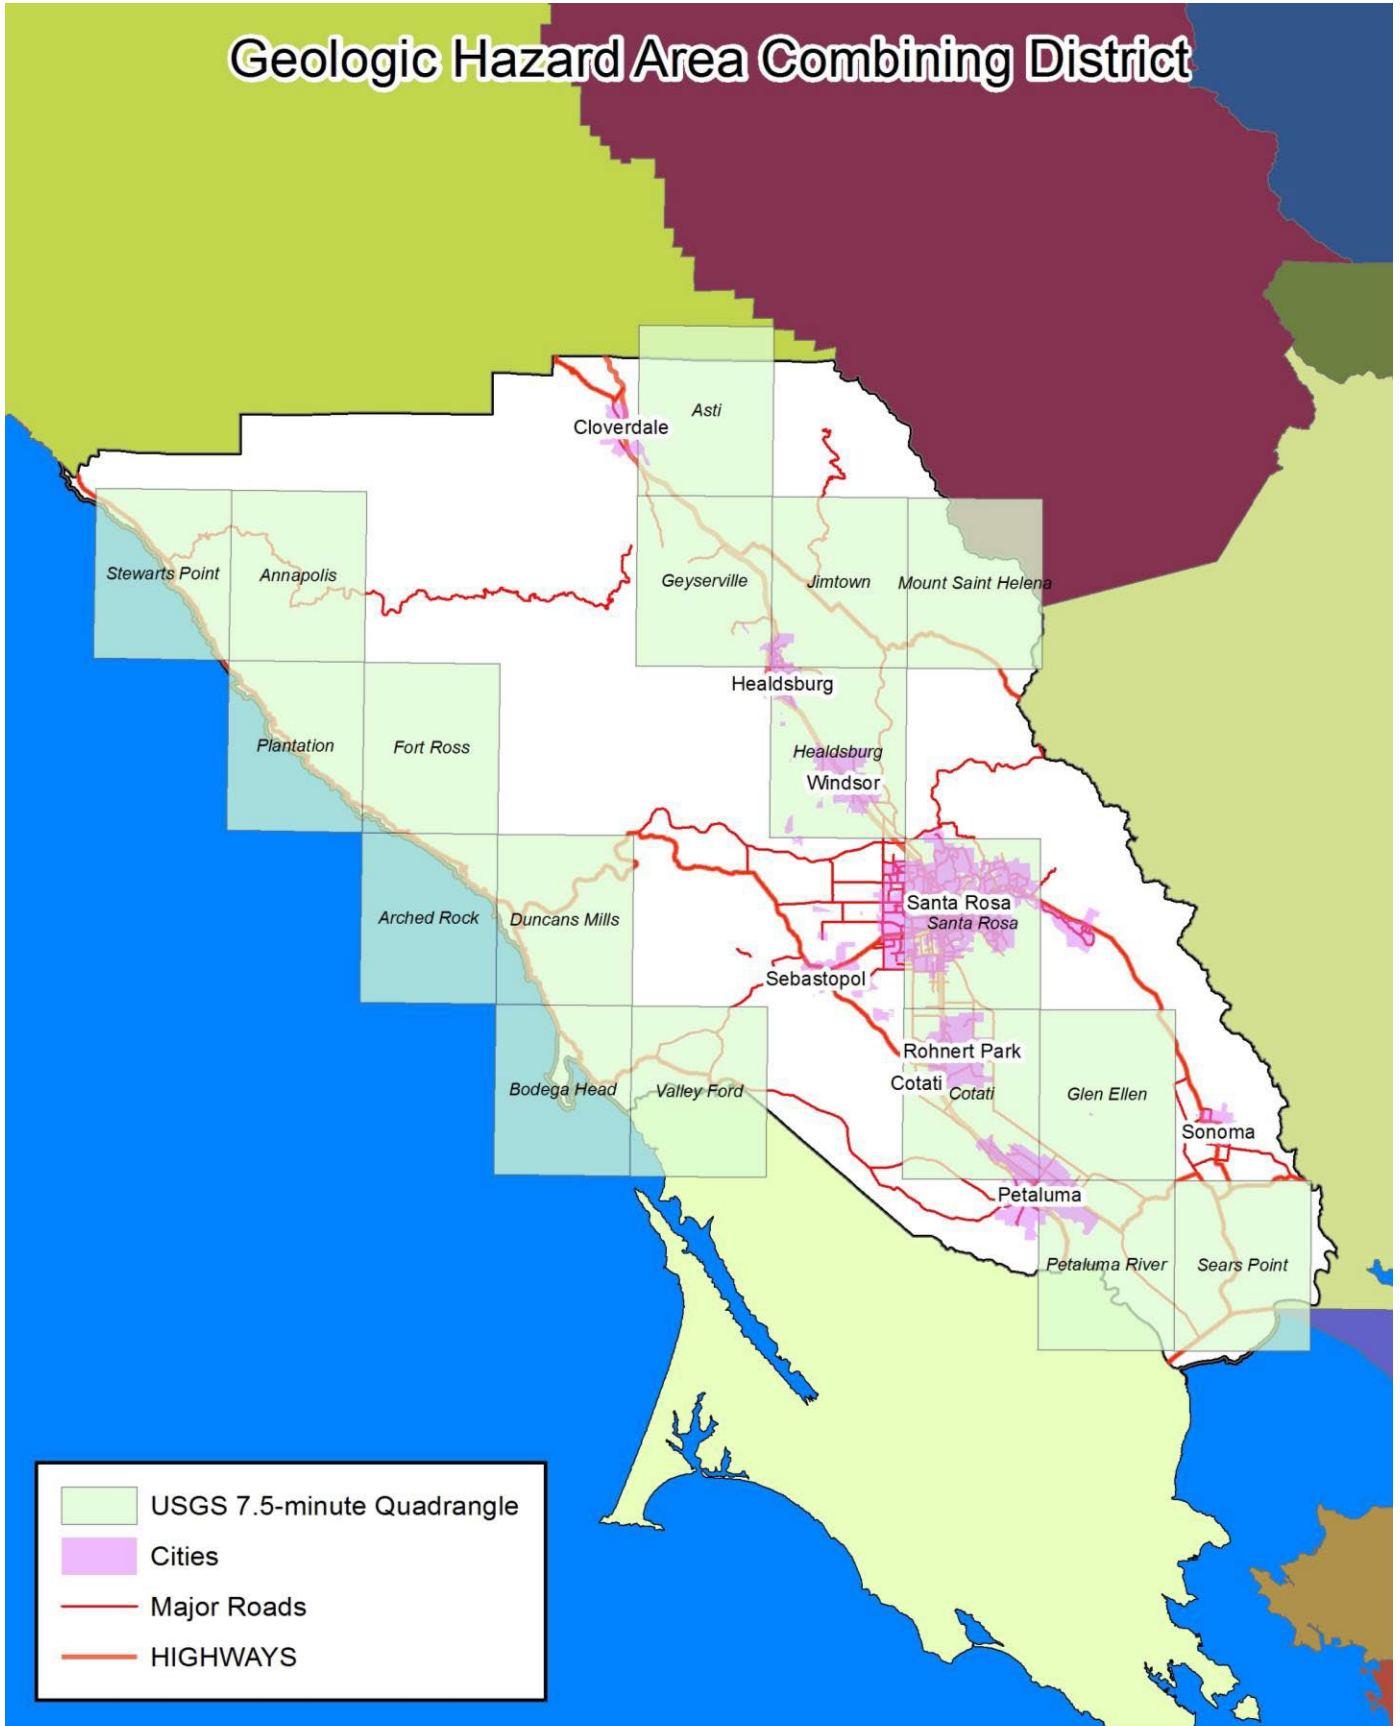 Geologic Hazard Area Combining District
Asti
Cloverdale
Stewarts Point
Annapolis
Geyserville
Jimtown
Mount Saint Helena
Healdsburg
Plantation
Fort Ross
Healdsburg
Windsor
Santa Rosa
Arched Rock
Duncans Mills
Santa Rosa
Sebastopol
Rohnert Park
Cotati
Bodega Head
Valley Ford
Cotati
Glen Ellen
Sonoma
Petaluma
Petaluma River
Sears Point
USGS 7.5-minute Quadrangle
Cities
Major Roads
HIGHWAYS